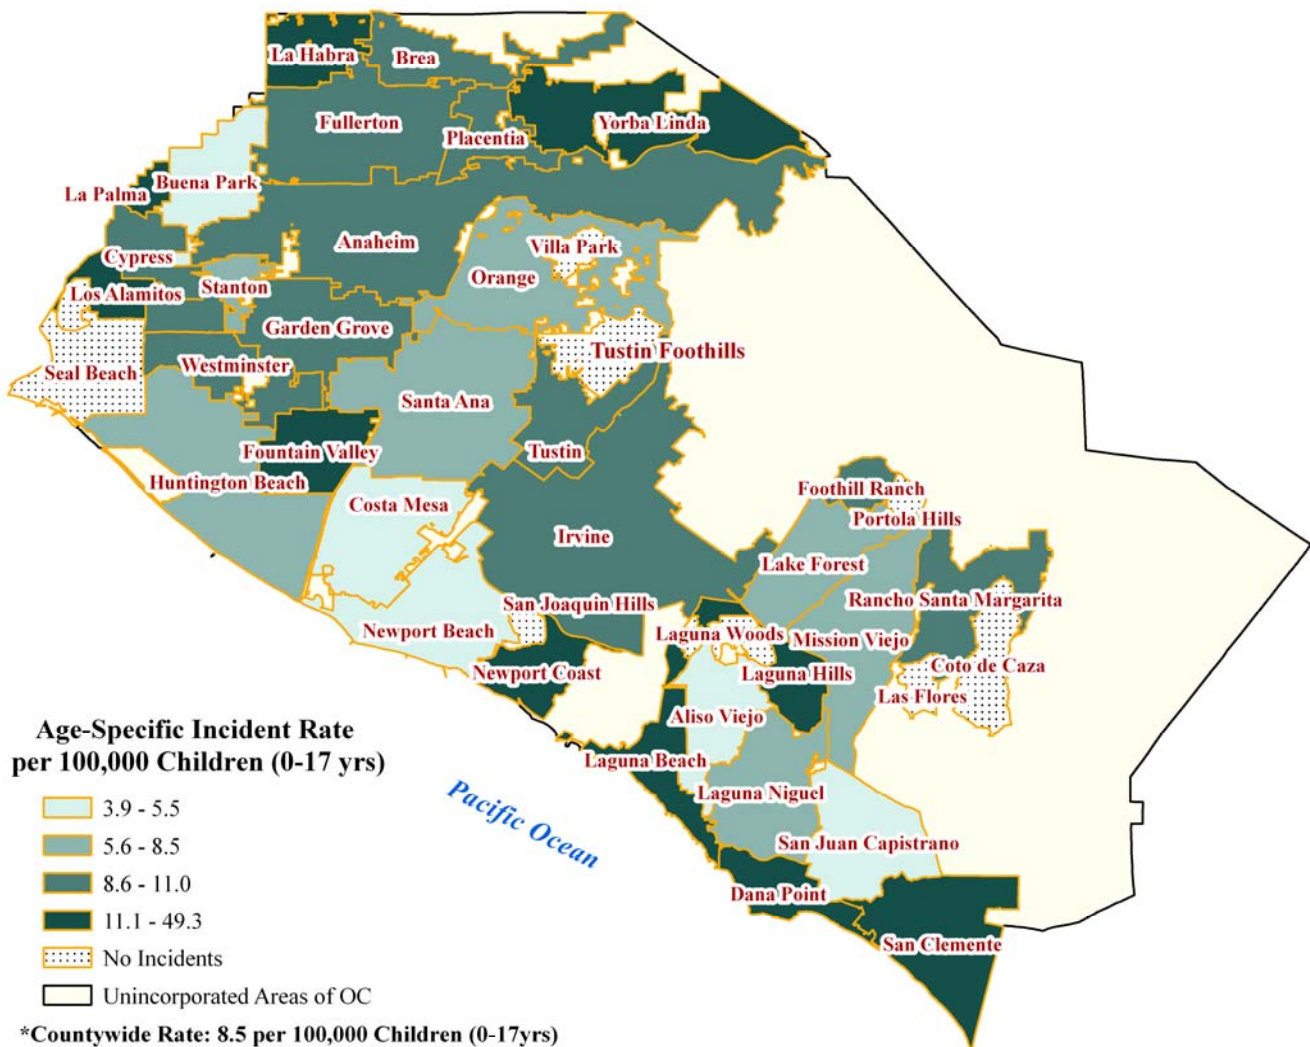 La Habra
Brea
Fullerton
Placentia
Yorba Linda
La Palma
Buena Park
Cypress
Anaheim
Villa Park
Orange
Los Alamitos
Stanton
Garden Grove
Seal Beach
Westminster
Tustin Foothills
Santa Ana
Fountain Valley
Tustin
Huntington Beach
Costa Mesa
Foothill Ranch
Portola Hills
Irvine
Lake Forest
San Joaquin Hills
Rancho Santa Margarita
Newport Beach
Laguna Woods
Mission Viejo
Newport Coast
Laguna Hills
Coto de Caza
Las Flores
Aliso Viejo
Laguna Beach
Laguna Niguel
San Juan Capistrano
Dana Point
San Clemente
Pacific Ocean
Age-Specific Incident Rate
per 100,000 Children (0-17 yrs)
3.9 - 5.5
5.6 - 8.5
8.6 - 11.0
11.1 - 49.3
No Incidents
Unincorporated Areas of OC
*Countywide Rate: 8.5 per 100,000 Children (0-17yrs)